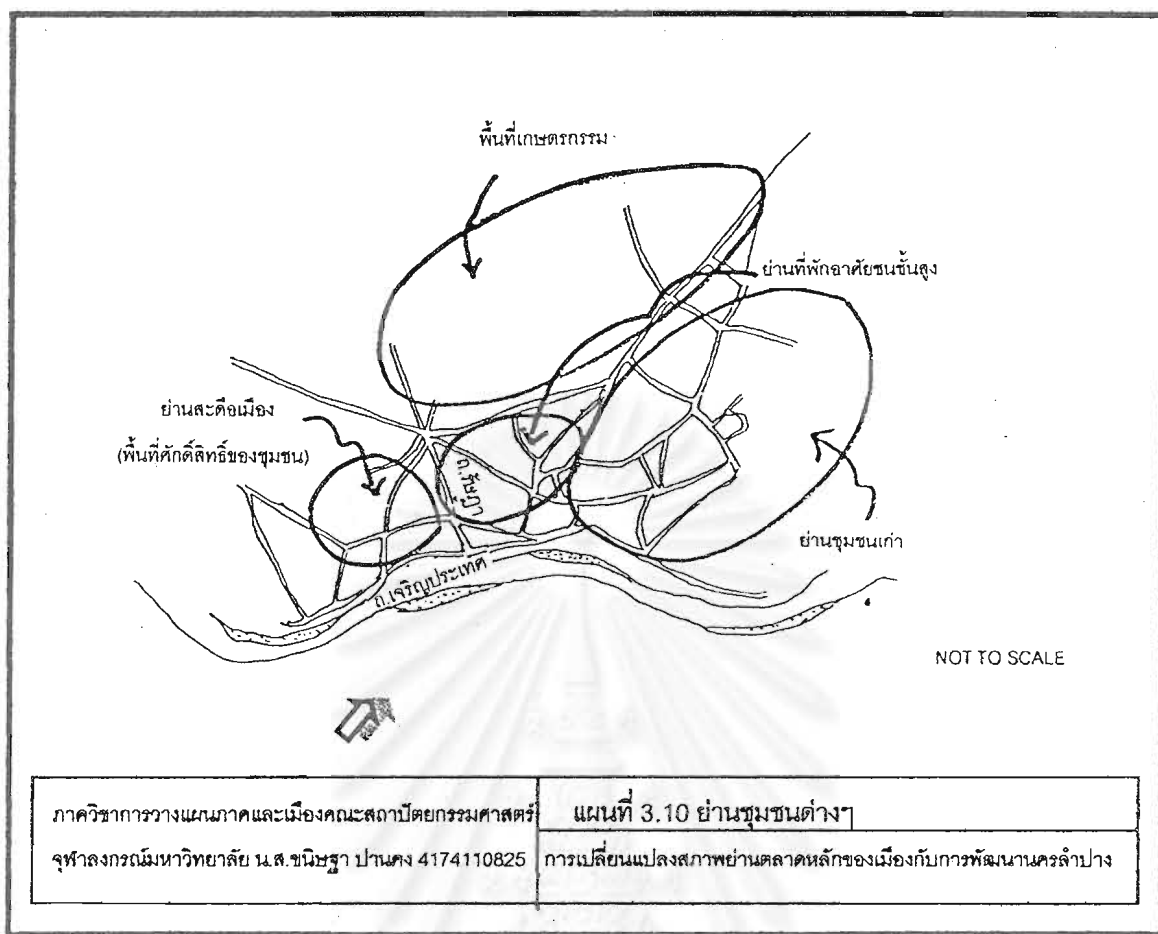 พื้นที่เกษตรกรรม
ย่านที่พักอาศัยชนชั้นสูง
ย่านสะดือเมือง
(พื้นที่ศักดิ์สิทธิ์ของชุมชน)
ถ.รัษฎา
ย่านชุมชนเก่า
ถ.เจริญประเทศ
NOT TO SCALE
ภาควิชาการวางแผนภาคและเมืองคณะสถาปัตยกรรมศาสตร์
จุฬาลงกรณ์มหาวิทยาลัย น.ส.ขนิษฐา ปานคง 4174110825
แผนที่ 3.10 ย่านชุมชนต่างๆ
การเปลี่ยนแปลงสภาพย่านตลาดหลักของเมืองกับการพัฒนานครลำปาง